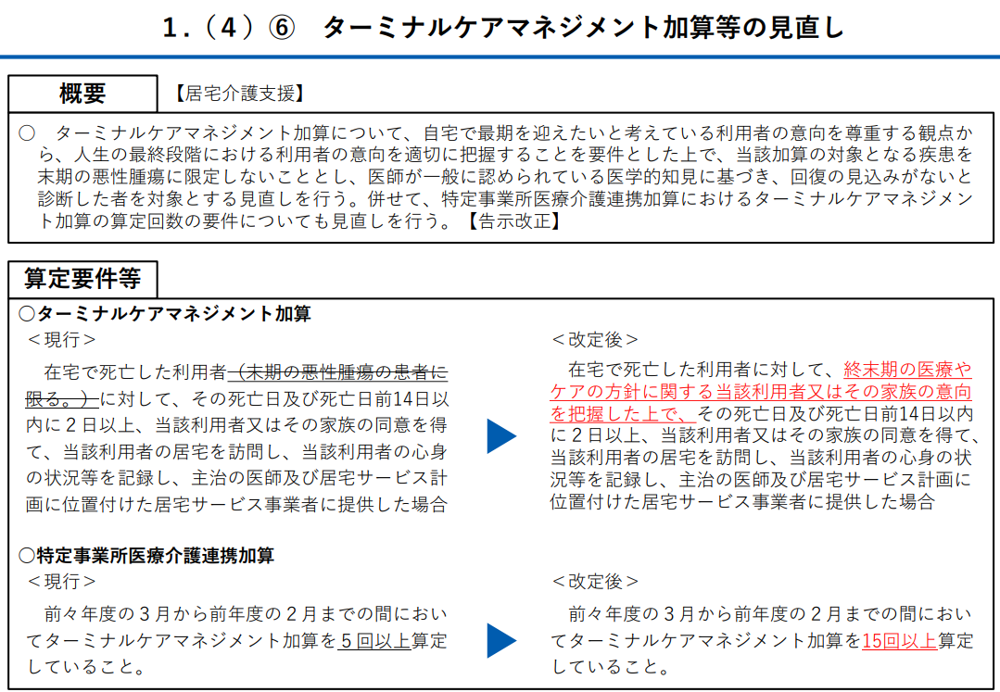 １．（４）⑥　ターミナルケアマネジメント加算等の見直し
概要
【居宅介護支援】
○　ターミナルケアマネジメント加算について、自宅で最期を迎えたいと考えている利用者の意向を尊重する観点か
ら、人生の最終段階における利用者の意向を適切に把握することを要件とした上で、当該加算の対象となる疾患を
末期の悪性腫瘍に限定しないこととし、医師が一般に認められている医学的知見に基づき、回復の見込みがないと
診断した者を対象とする見直しを行う。併せて、特定事業所医療介護連携加算におけるターミナルケアマネジメン
ト加算の算定回数の要件についても見直しを行う。【告示改正】
算定要件等
○ターミナルケアマネジメント加算
＜現行＞
在宅で死亡した利用者（末期の悪性腫瘍の患者に
限る。）に対して、その死亡日及び死亡日前14日以
内に２日以上、当該利用者又はその家族の同意を得
て、当該利用者の居宅を訪問し、当該利用者の心身
の状況等を記録し、主治の医師及び居宅サービス計
画に位置付けた居宅サービス事業者に提供した場合
＜改定後＞
在宅で死亡した利用者に対して、終末期の医療や
ケアの方針に関する当該利用者又はその家族の意向
を把握した上で、その死亡日及び死亡日前14日以内
に２日以上、当該利用者又はその家族の同意を得て、
当該利用者の居宅を訪問し、当該利用者の心身の状
況等を記録し、主治の医師及び居宅サービス計画に
位置付けた居宅サービス事業者に提供した場合
○特定事業所医療介護連携加算
＜現行＞
前々年度の３月から前年度の２月までの間におい
てターミナルケアマネジメント加算を５回以上算定
していること。
＜改定後＞
前々年度の３月から前年度の２月までの間におい
てターミナルケアマネジメント加算を15回以上算定
していること。